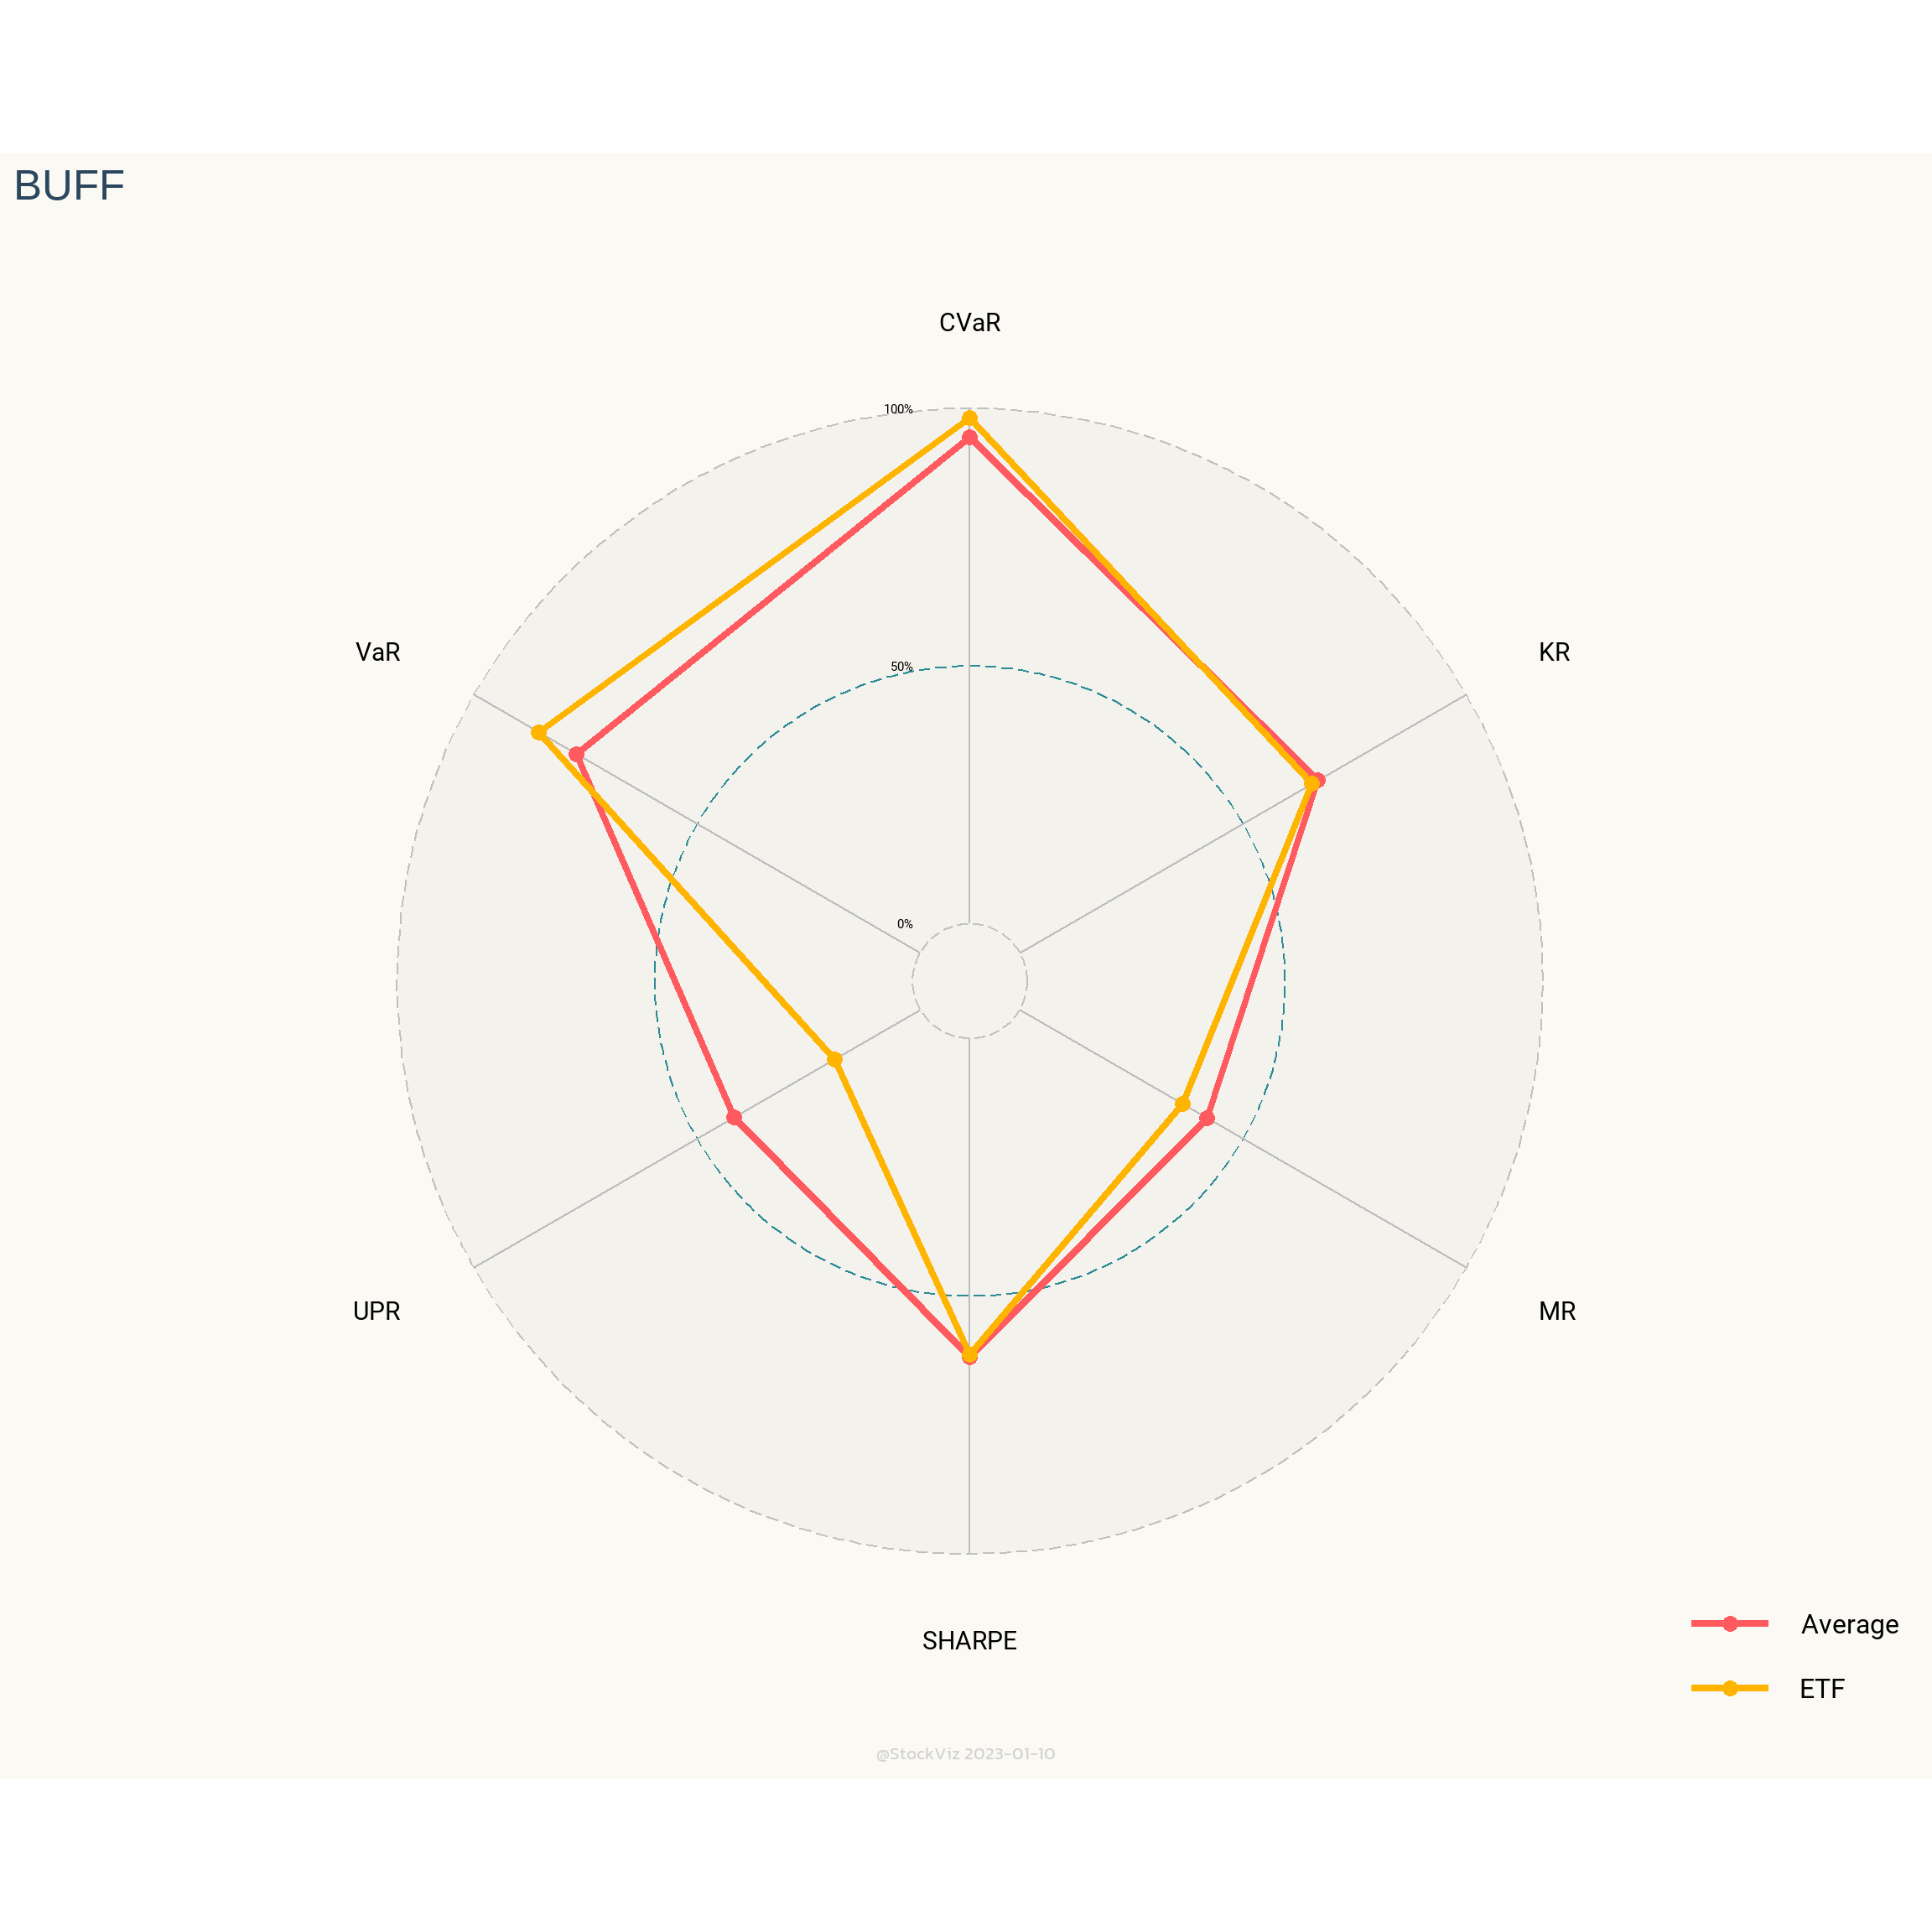 BUFF
CVaR
100%
KR
VaR
50%
0%
UPR
MR
SHARPE
Average
ETF
@StockViz 2023-01-10